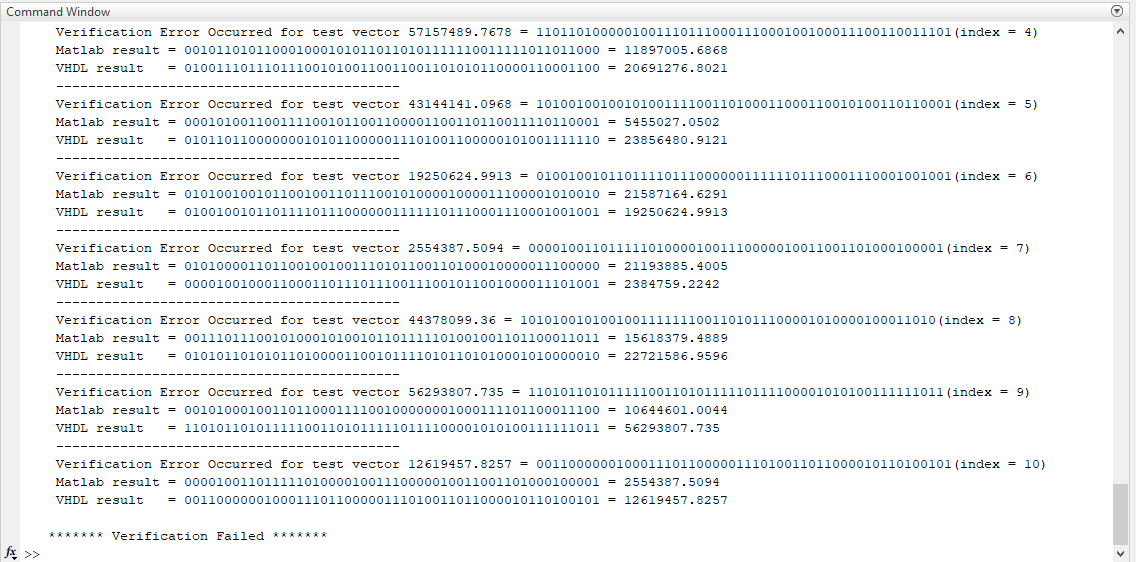 Command Window
Verification Error Occurred for test vector 57157489.7678 = 1101101000001001110111000111000100100011100110011101(index = 4)
Matlab result = 0010110101100010001010110110101111110011111011011000 = 11897005.6868
VHDL result = 0100111011101110010100110011001101010110000110001100 = 20691276.8021
-------------------------------------------
Verification Error Occurred for test vector 43144141.0968 = 1010010010010100111100110100011000110010100110110001(index = 5)
Matlab result = 0001010011001111001011001100001100110110011110110001 = 5455027.0502
VHDL result = 0101101100000001010110000011101001100000101001111110 = 23856480.9121
-------------------------------------------
Verification Error Occurred for test vector 19250624.9913 = 0100100101101111011100000011111101110001110001001001(index = 6)
Matlab result = 0101001001011001001101110010100001000011100001010010 = 21587164.6291
VHDL result = 0100100101101111011100000011111101110001110001001001 = 19250624.9913
-------------------------------------------
Verification Error Occurred for test vector 2554387.5094 = 0000100110111110100001001110000010011001101000100001(index = 7)
Matlab result = 0101000011011001001001110101100110100010000011100000 = 21193885.4005
VHDL result = 0000100100011000110111011100111001011001000011101001 = 2384759.2242
-------------------------------------------
Verification Error Occurred for test vector 44378099.36 = 1010100101001001111111001101011100001010000100011010(index = 8)
Matlab result = 0011101110010100010100101101111101001001101100011011 = 15618379.4889
VHDL result = 0101011010101101000011001011110101101010001010000010 = 22721586.9596
-------------------------------------------
Verification Error Occurred for test vector 56293807.735 = 1101011010111110011010111110111100001010100111111011(index = 9)
Matlab result = 0010100010011011000111100100000001000111101100011100 = 10644601.0044
VHDL result = 1101011010111110011010111110111100001010100111111011 = 56293807.735
-------------------------------------------
Verification Error Occurred for test vector 12619457.8257 = 0011000000100011101100000111010011011000010110100101(index = 10)
Matlab result = 0000100110111110100001001110000010011001101000100001 = 2554387.5094
VHDL result = 0011000000100011101100000111010011011000010110100101 = 12619457.8257
******* Verification Failed *******
fx >>